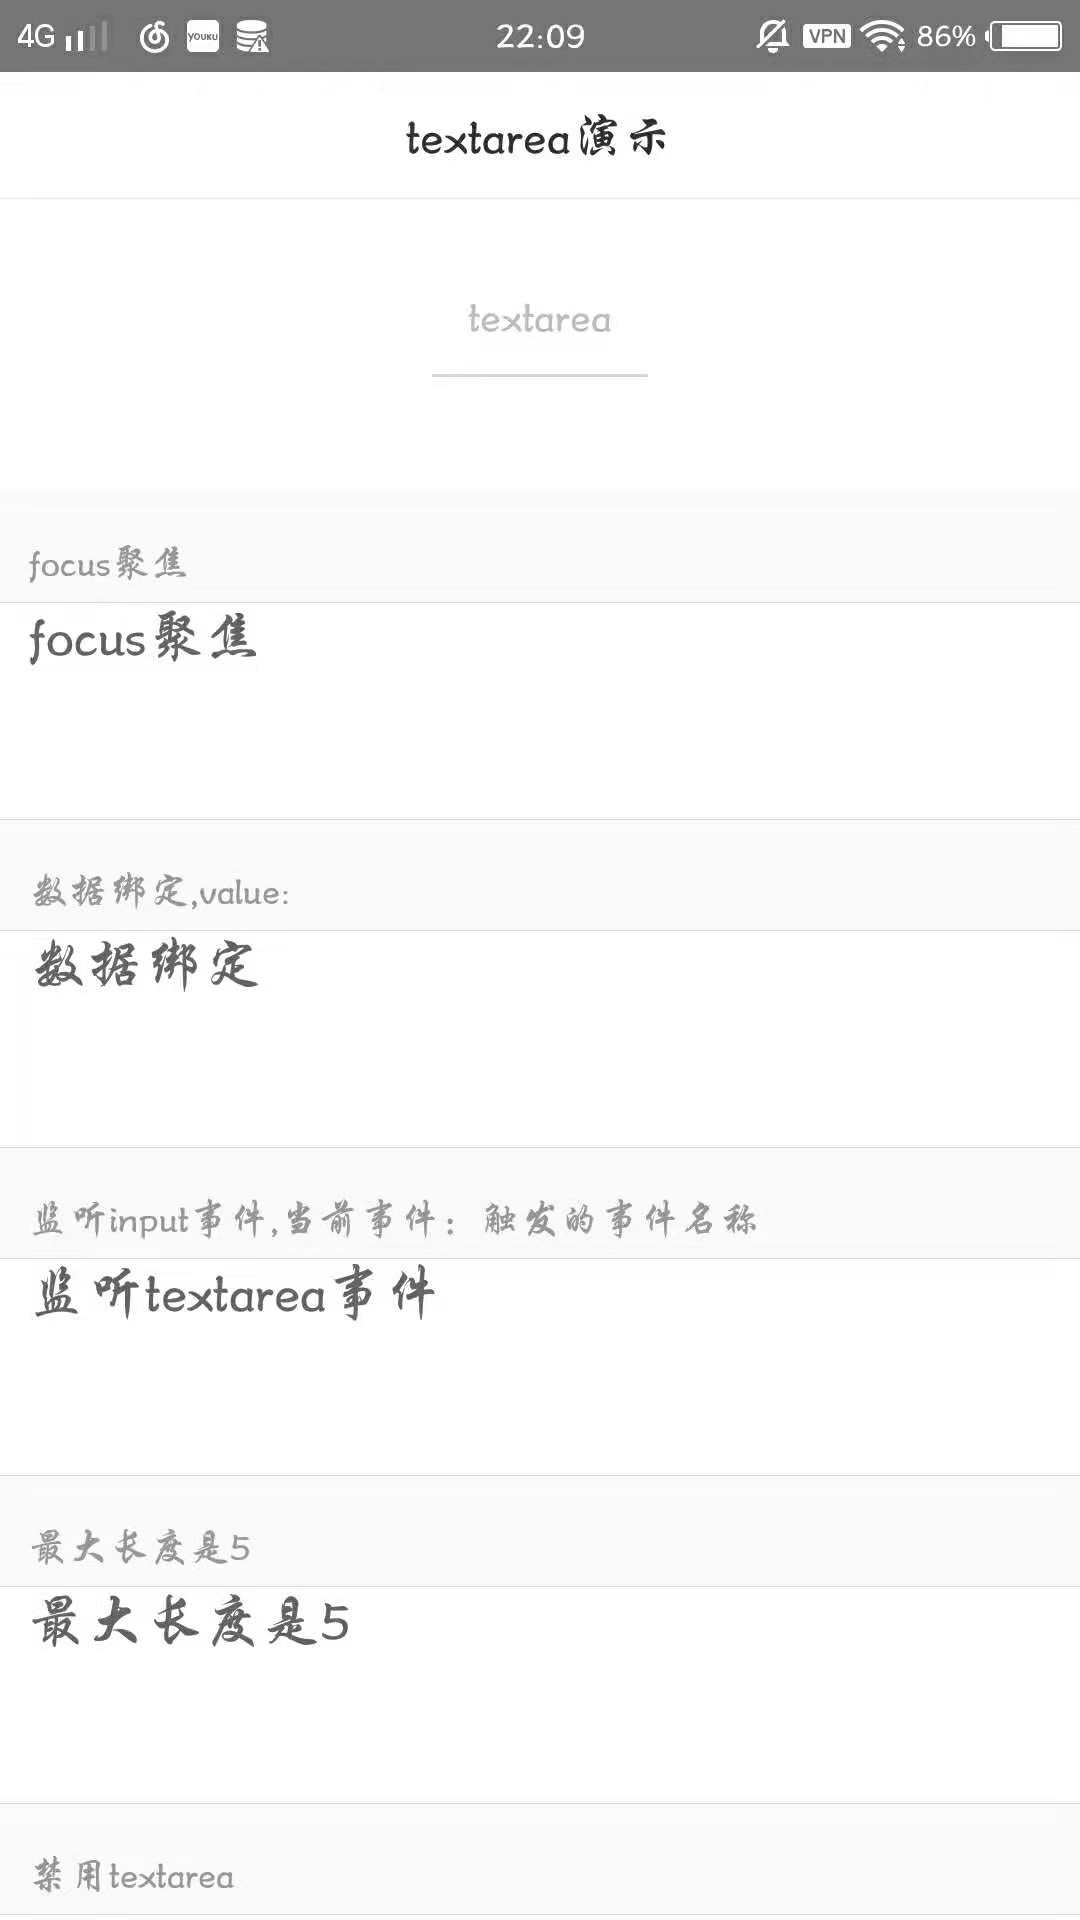 4G YOUKU 22:09 VPN 86%
textarea演示
textarea
focus聚焦
focus聚焦
数据绑定,value:
数据绑定
监听input事件,当前事件：触发的事件名称
监听textarea事件
最大长度是5
最大长度是5
禁用textarea